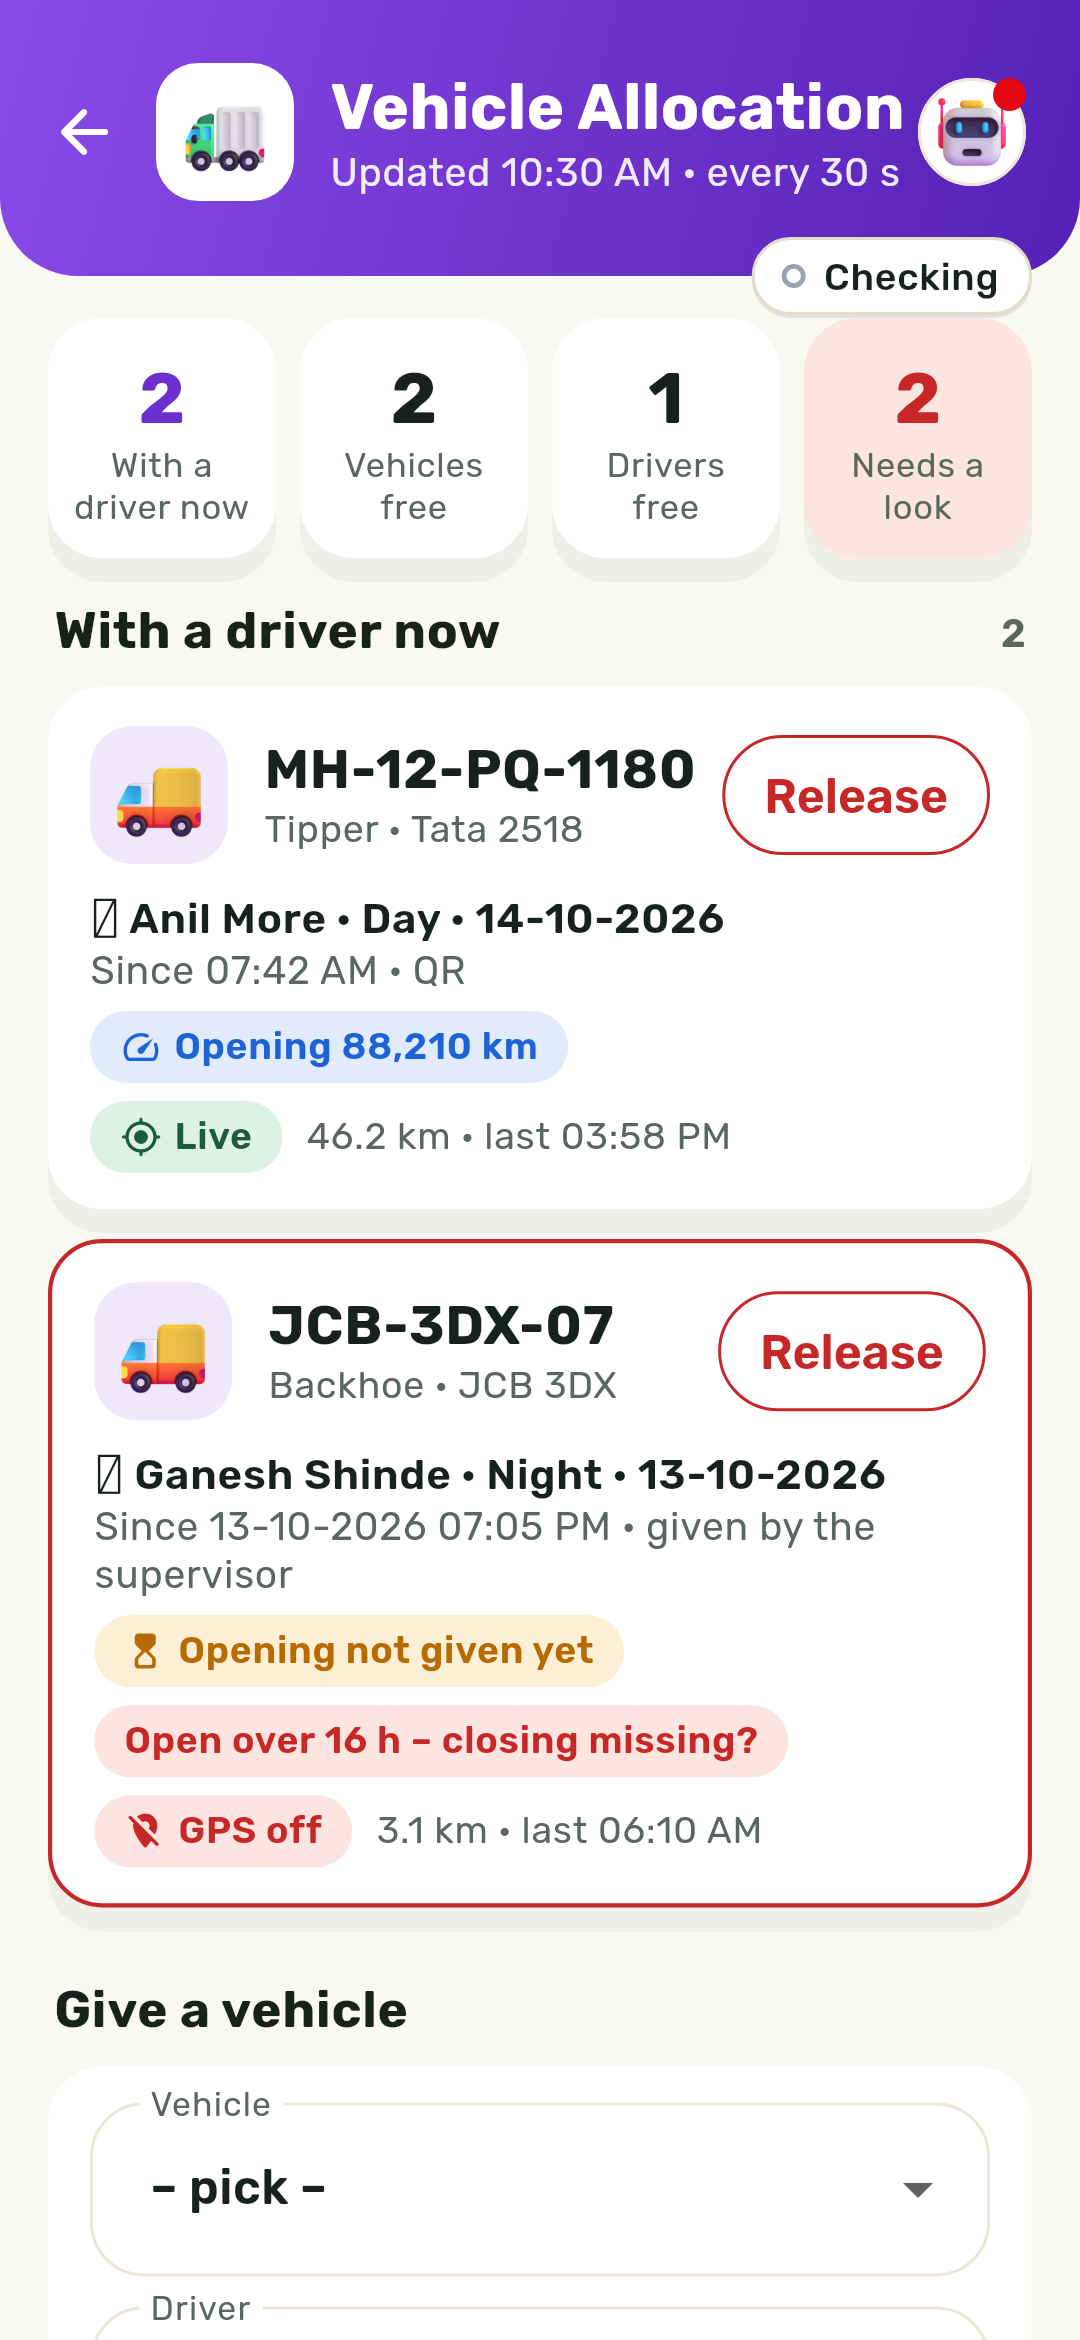 Vehicle Allocation
Updated 10:30 AM • every 30 s
Checking
2
With a
driver now
2
Vehicles
free
1
Drivers
free
2
Needs a
look
With a driver now
2
MH-12-PQ-1180
Tipper • Tata 2518
Release
Anil More • Day • 14-10-2026
Since 07:42 AM • QR
Opening 88,210 km
Live
46.2 km • last 03:58 PM
JCB-3DX-07
Backhoe • JCB 3DX
Release
Ganesh Shinde • Night • 13-10-2026
Since 13-10-2026 07:05 PM • given by the
supervisor
Opening not given yet
Open over 16 h – closing missing?
GPS off
3.1 km • last 06:10 AM
Give a vehicle
Vehicle
– pick –
Driver